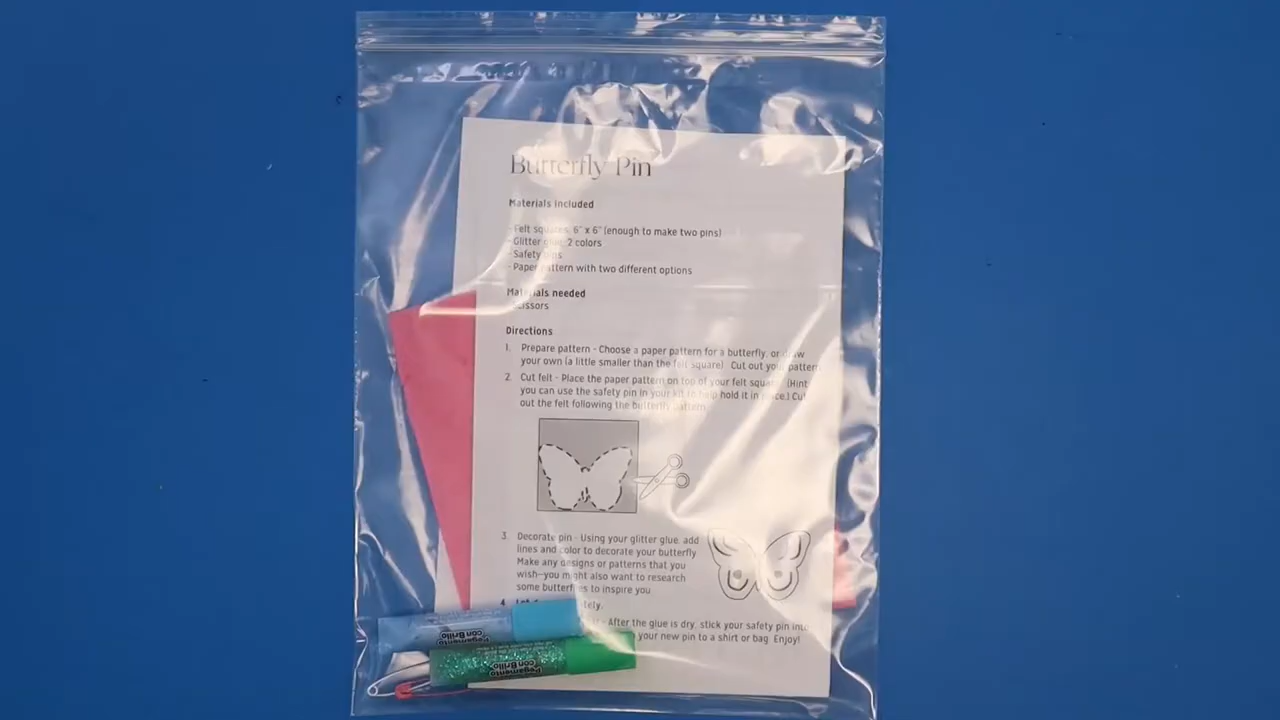 Butterfly Pin
Materials included
- Felt squares, 6" x 6" (enough to make two pins)
- Glitter glue, 2 colors
- Safety pins
- Paper pattern with two different options
Materials needed
Scissors
Directions
1. Prepare pattern - Choose a paper pattern for a butterfly, or draw
your own (a little smaller than the felt square). Cut out your pattern
2. Cut felt - Place the paper pattern on top of your felt square. (Hint
you can use the safety pin in your kit to help hold it in place.) Cut
out the felt following the butterfly pattern
3. Decorate pin - Using your glitter glue, add
lines and color to decorate your butterfly
Make any designs or patterns that you
wish—you might also want to research
some butterflies to inspire you
4. Let
- After the glue is dry, stick your safety pin into
your new pin to a shirt or bag. Enjoy!
Pegamento
con Brillo
Pegamento
con Brillo